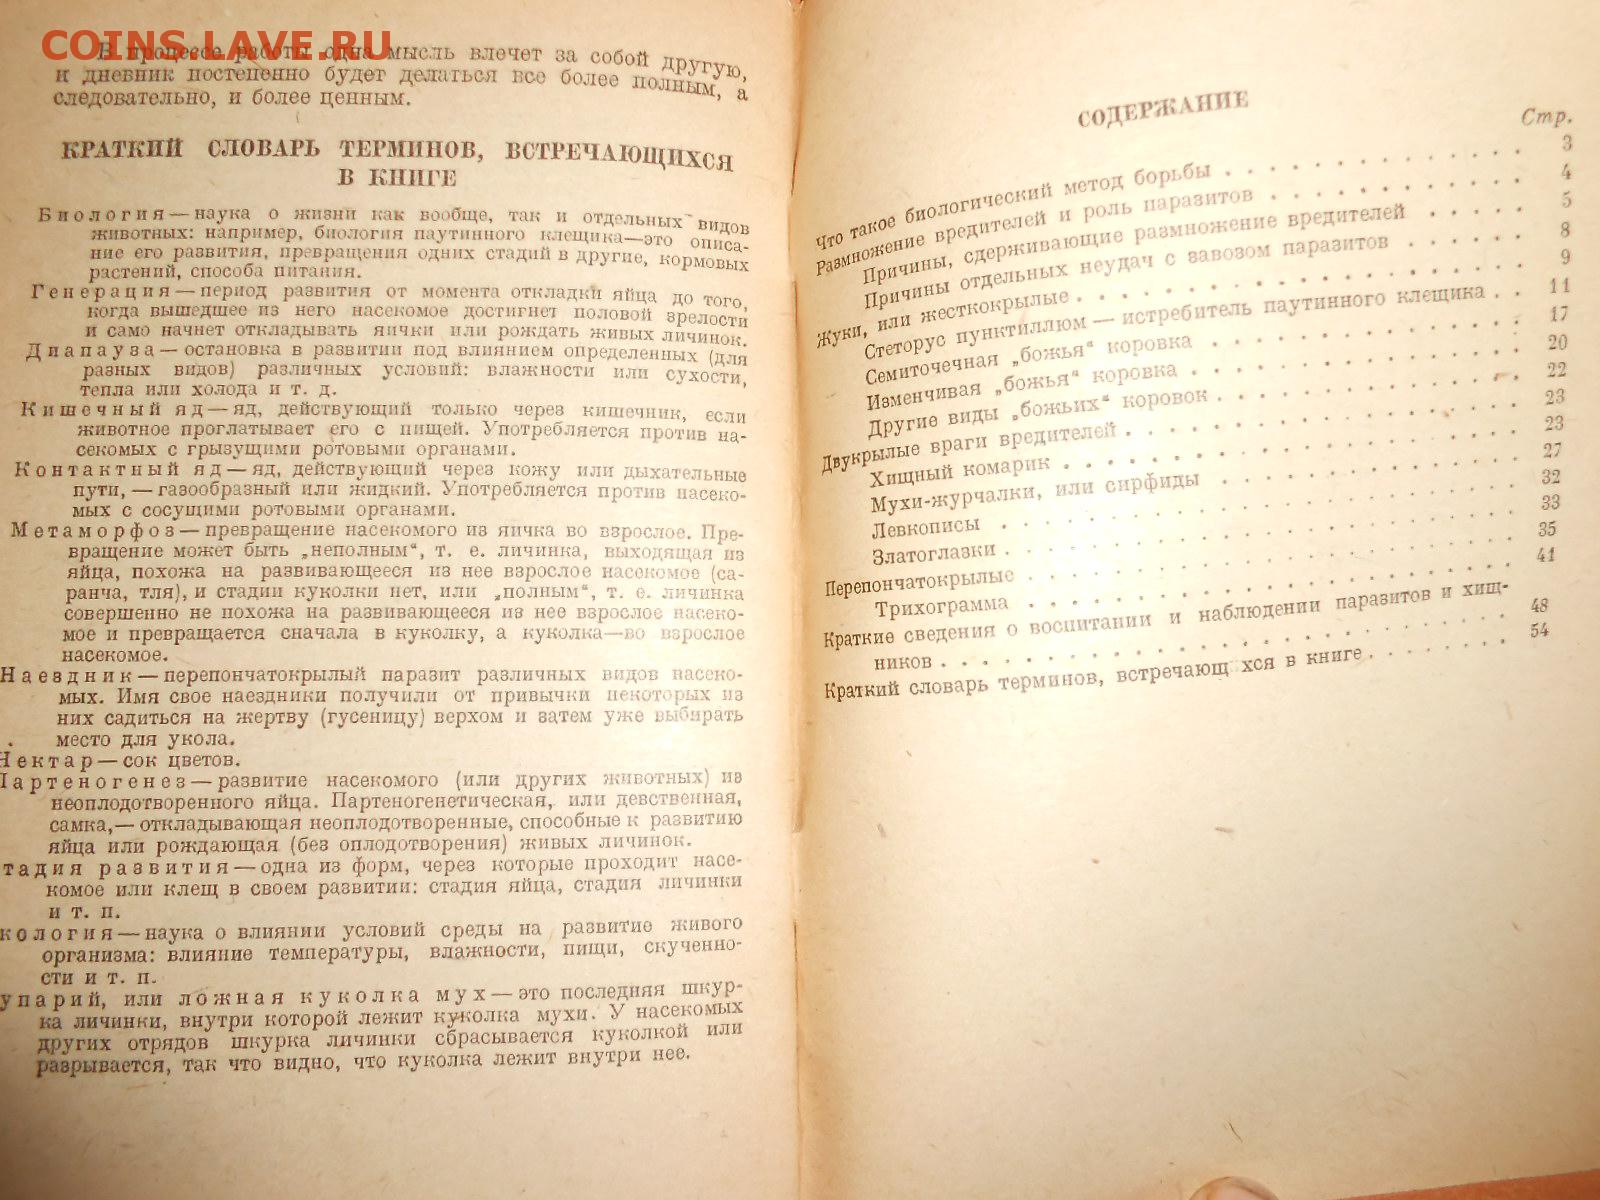 COINS.LAVE.RU
В процессе работы одна мысль влечет за собой другую,
и дневник постепенно будет делаться все более полным, а
следовательно, и более ценным.
КРАТКИЙ СЛОВАРЬ ТЕРМИНОВ, ВСТРЕЧАЮЩИХСЯ
В КНИГЕ
Биология — наука о жизни как вообще, так и отдельных видов
животных: например, биология паутинного клещика—это описа-
ние его развития, превращения одних стадий в другие, кормовых
растений, способа питания.
Генерация — период развития от момента откладки яйца до того,
когда вышедшее из него насекомое достигнет половой зрелости
и само начнет откладывать яички или рождать живых личинок.
Диапауза — остановка в развитии под влиянием определенных (для
разных видов) различных условий: влажности или сухости,
тепла или холода и т. д.
Кишечный яд — яд, действующий только через кишечник, если
животное проглатывает его с пищей. Употребляется против на-
секомых с грызущими ротовыми органами.
Контактный яд — яд, действующий через кожу или дыхательные
пути, — газообразный или жидкий. Употребляется против насеко-
мых с сосущими ротовыми органами.
Метаморфоз — превращение насекомого из яичка во взрослое. Пре-
вращение может быть „неполным“, т. е. личинка, выходящая из
яйца, похожа на развивающееся из нее взрослое насекомое (са-
ранча, тля), и стадии куколки нет, или „полным“, т. е. личинка
совершенно не похожа на развивающееся из нее взрослое насеко-
мое и превращается сначала в куколку, а куколка—во взрослое
насекомое.
Наездник — перепончатокрылый паразит различных видов насеко-
мых. Имя свое наездники получили от привычки некоторых из
них садиться на жертву (гусеницу) верхом и затем уже выбирать
место для укола.
Нектар — сок цветов.
Партеногенез — развитие насекомого (или других животных) из
неоплодотворенного яйца. Партеногенетическая, или девственная,
самка,— откладывающая неоплодотворенные, способные к развитию
яйца или рождающая (без оплодотворения) живых личинок.
тадия развития — одна из форм, через которые проходит насе-
комое или клещ в своем развитии: стадия яйца, стадия личинки
и т. п.
кология — наука о влиянии условий среды на развитие живого
организма: влияние температуры, влажности, пищи, скученно-
сти и т. п.
упарий, или ложная куколка мух — это последняя шкур-
ка личинки, внутри которой лежит куколка мухи. У насекомых
других отрядов шкурка личинки сбрасывается куколкой или
разрывается, так что видно, что куколка лежит внутри нее.
СОДЕРЖАНИЕ
Стр.
Что такое биологический метод борьбы . . . 3
Размножение вредителей и роль паразитов . . . 4
Причины, сдерживающие размножение вредителей . . . 5
Причины отдельных неудач с завозом паразитов . . . 8
Жуки, или жесткокрылые . . . 9
Стеторус пунктиллюм — истребитель паутинного клещика . . 11
Семиточечная „божья“ коровка . . . 17
Изменчивая „божья“ коровка . . . 20
Другие виды „божьих“ коровок . . . 22
Двукрылые враги вредителей . . . 23
Хищный комарик . . . 23
Мухи-журчалки, или сирфиды . . . 27
Левкописы . . . 32
Златоглазки . . . 33
Перепончатокрылые . . . 35
Трихограмма . . . 41
Краткие сведения о воспитании и наблюдении паразитов и хищ-
ников . . . 48
Краткий словарь терминов, встречающ хся в книге . . . 54